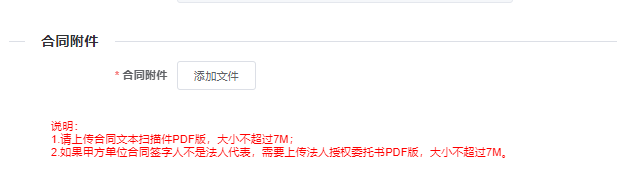 合同附件
* 合同附件 添加文件
说明：
1.请上传合同文本扫描件PDF版，大小不超过7M；
2.如果甲方单位合同签字人不是法人代表，需要上传法人授权委托书PDF版，大小不超过7M。